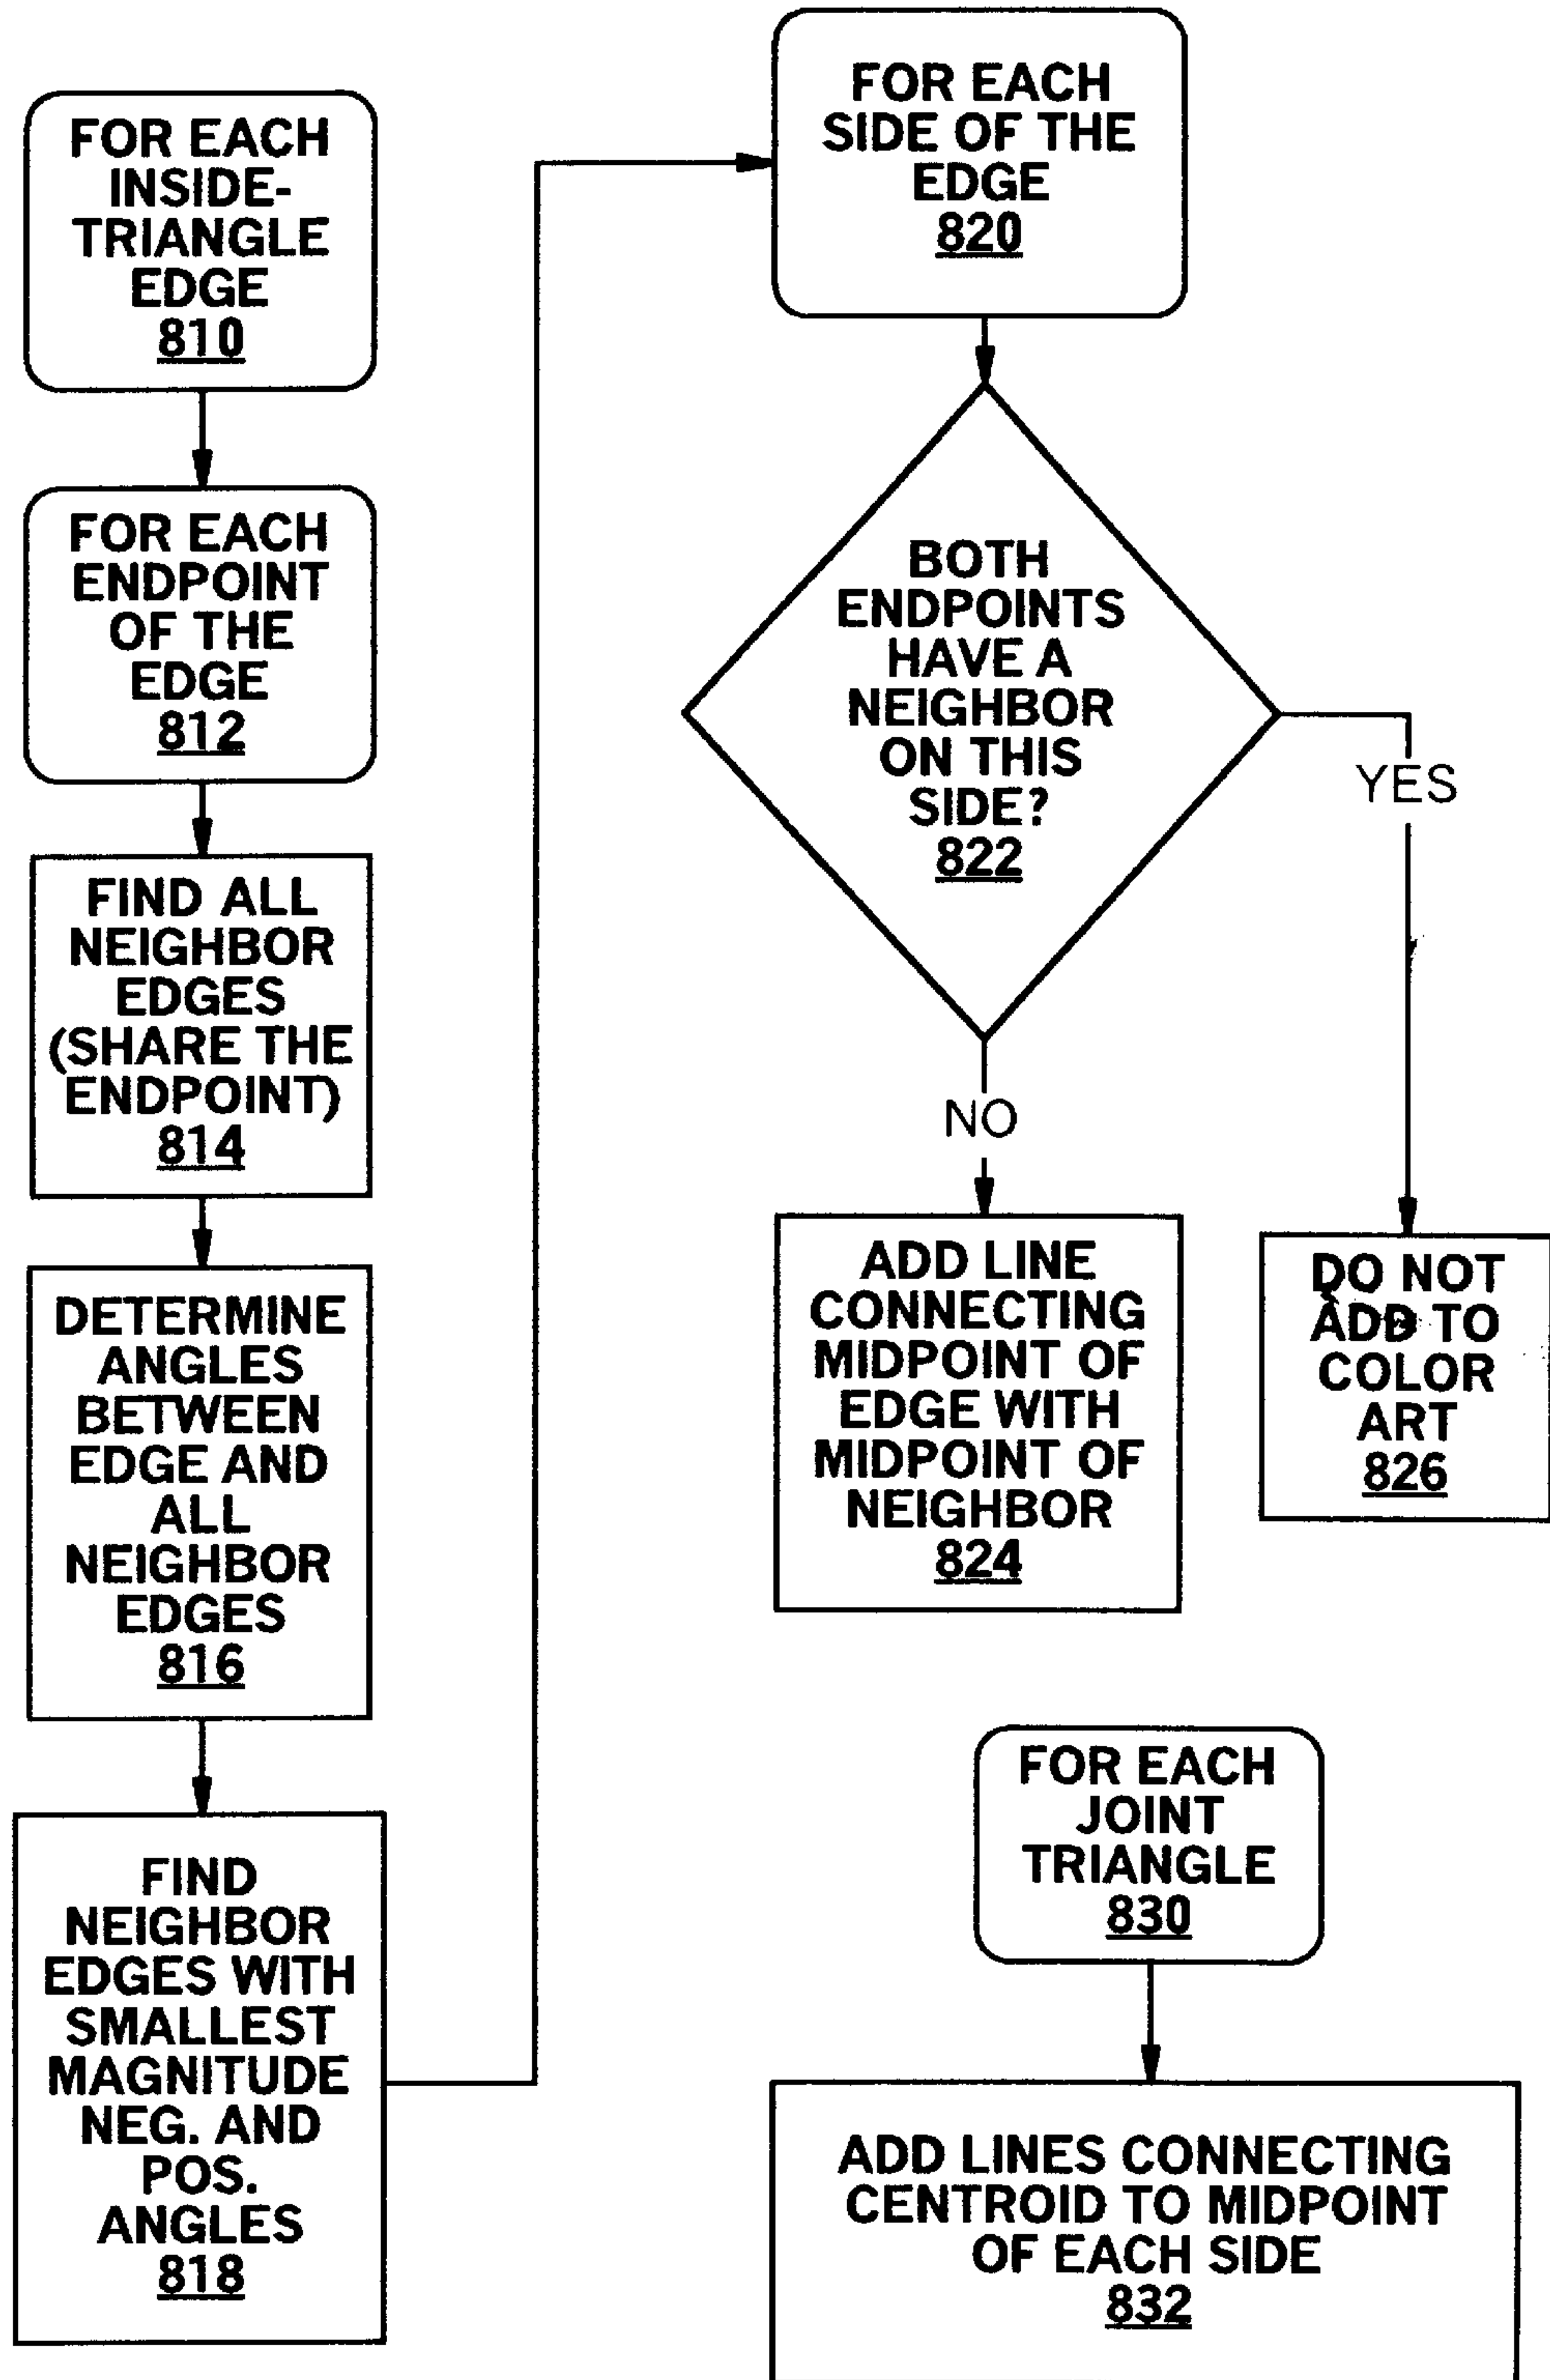 FOR EACH
INSIDE-
TRIANGLE
EDGE
810
FOR EACH
ENDPOINT
OF THE
EDGE
812
FIND ALL
NEIGHBOR
EDGES
(SHARE THE
ENDPOINT)
814
DETERMINE
ANGLES
BETWEEN
EDGE AND
ALL
NEIGHBOR
EDGES
816
FIND
NEIGHBOR
EDGES WITH
SMALLEST
MAGNITUDE
NEG. AND
POS.
ANGLES
818
FOR EACH
SIDE OF THE
EDGE
820
BOTH
ENDPOINTS
HAVE A
NEIGHBOR
ON THIS
SIDE?
822
YES
NO
ADD LINE
CONNECTING
MIDPOINT OF
EDGE WITH
MIDPOINT OF
NEIGHBOR
824
DO NOT
ADD TO
COLOR
ART
826
FOR EACH
JOINT
TRIANGLE
830
ADD LINES CONNECTING
CENTROID TO MIDPOINT
OF EACH SIDE
832